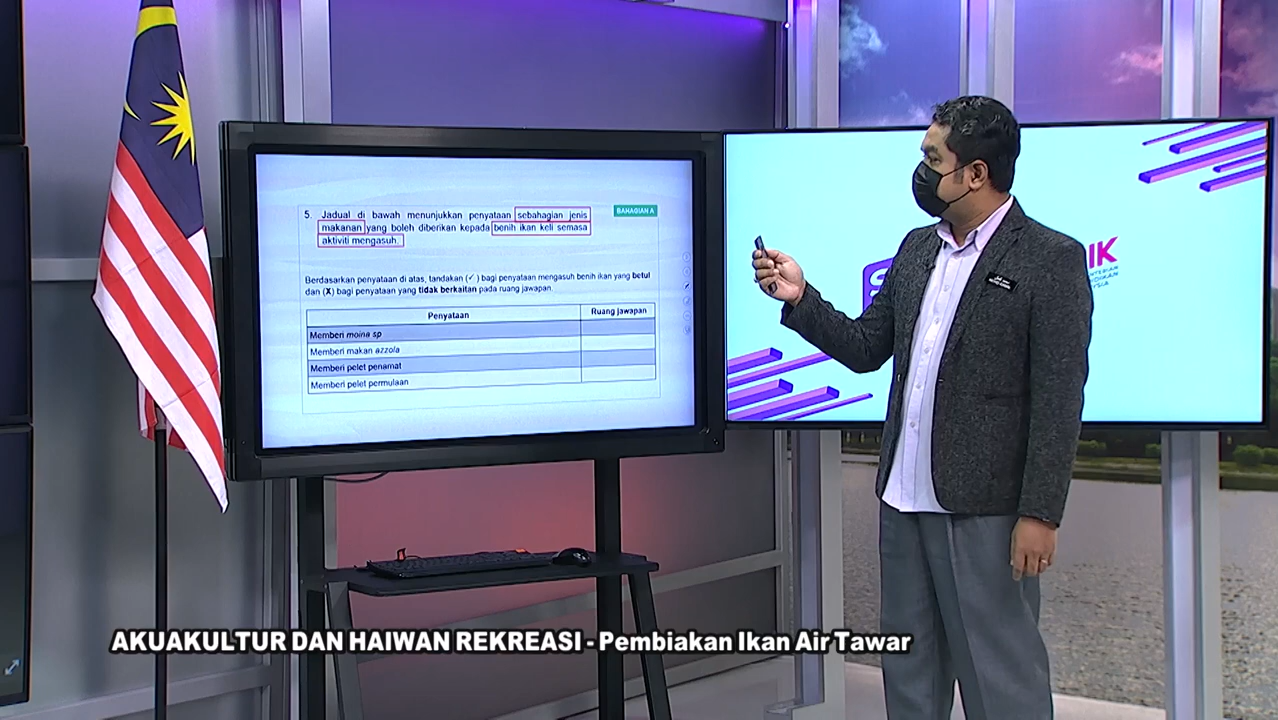 5. Jadual di bawah menunjukkan penyataan sebahagian jenis
makanan yang boleh diberikan kepada benih ikan keli semasa
aktiviti mengasuh.
BAHAGIAN A
Berdasarkan penyataan di atas, tandakan (✓) bagi penyataan mengasuh benih ikan yang betul
dan (X) bagi penyataan yang tidak berkaitan pada ruang jawapan.
Penyataan Ruang jawapan
Memberi moina sp
Memberi makan azzola
Memberi pelet penamat
Memberi pelet permulaan
IK
AKUAKULTUR DAN HAIWAN REKREASI - Pembiakan Ikan Air Tawar